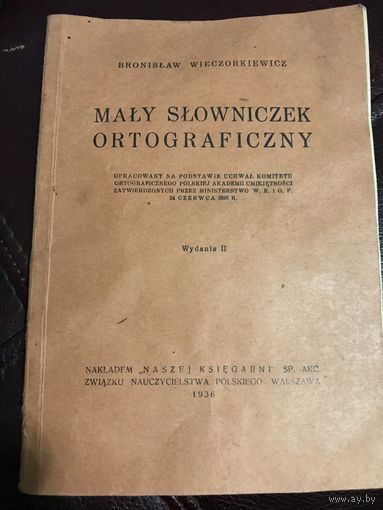 BRONISŁAW WIECZORKIEWICZ
MAŁY SŁOWNICZEK
ORTOGRAFICZNY
OPRACOWANY NA PODSTAWIE UCHWAŁ KOMITETU
ORTOGRAFICZNEGO POLSKIEJ AKADEMII UMIEJĘTNOŚCI
ZATWIERDZONYCH PRZEZ MINISTERSTWO W. R. I O. P.
24 CZERWCA 1936 R.
Wydanie II
NAKŁADEM „NASZEJ KSIĘGARNI" SP. AKC.
ZWIĄZKU NAUCZYCIELSTWA POLSKIEGO WARSZAWA
1936
www.ay.by